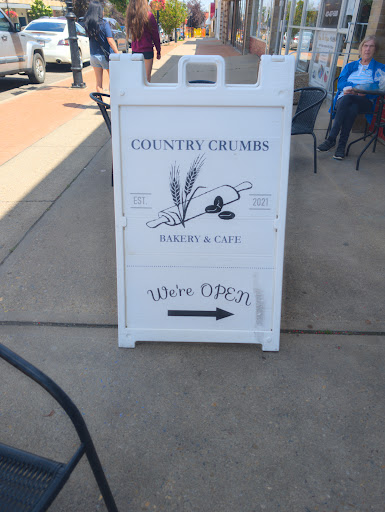 COUNTRY CRUMBS
EST. 2021
BAKERY & CAFE
We're OPEN